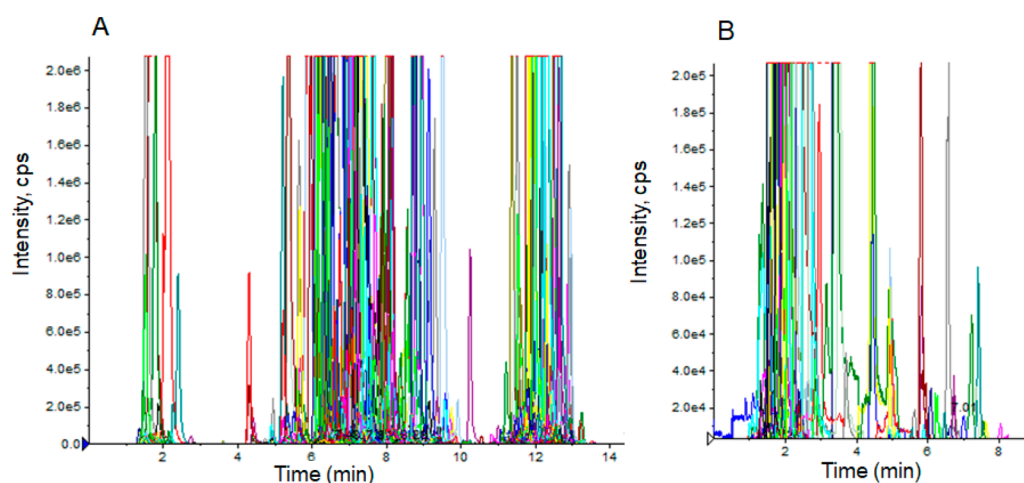 A
Intensity, cps
2.0e6
1.8e6
1.6e6
1.4e6
1.2e6
1.0e6
8.0e5
6.0e5
4.0e5
2.0e5
0.0
2
4
6
8
10
12
14
Time (min)
B
Intensity, cps
2.0e5
1.8e5
1.6e5
1.4e5
1.2e5
1.0e5
8.0e4
6.0e4
4.0e4
2.0e4
2
4
6
8
Time (min)